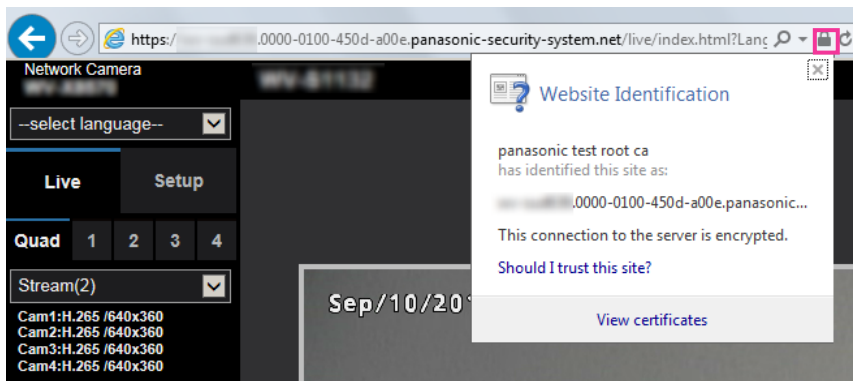 https:/ .0000-0100-450d-a00e.panasonic-security-system.net/live/index.html?Lang
Network Camera
--select language--
Live Setup
Quad 1 2 3 4
Stream(2)
Cam1:H.265 /640x360
Cam2:H.265 /640x360
Cam3:H.265 /640x360
Cam4:H.265 /640x360
Sep/10/201
Website Identification
panasonic test root ca
has identified this site as:
.0000-0100-450d-a00e.panasonic...
This connection to the server is encrypted.
Should I trust this site?
View certificates